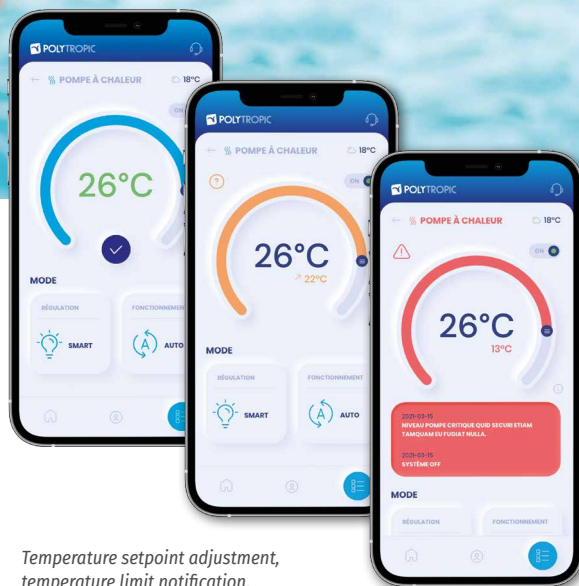 POLYTROPIC
POMPE À CHALEUR 18°C
ON
26°C
MODE
RÉGULATION FONCTIONNEMENT
SMART AUTO
POLYTROPIC
POMPE À CHALEUR 18°C
? ON
26°C
22°C
MODE
RÉGULATION FONCTIONNEMENT
SMART AUTO
POLYTROPIC
POMPE À CHALEUR 18°C
ON
26°C
13°C
2021-03-15
NIVEAU POMPE CRITIQUE QUID SECURI ETIAM
TAMQUAM EU FUGIAT NULLA.
2021-03-15
SYSTÈME OFF
MODE
RÉGULATION FONCTIONNEMENT
Temperature setpoint adjustment,
temperature limit notification